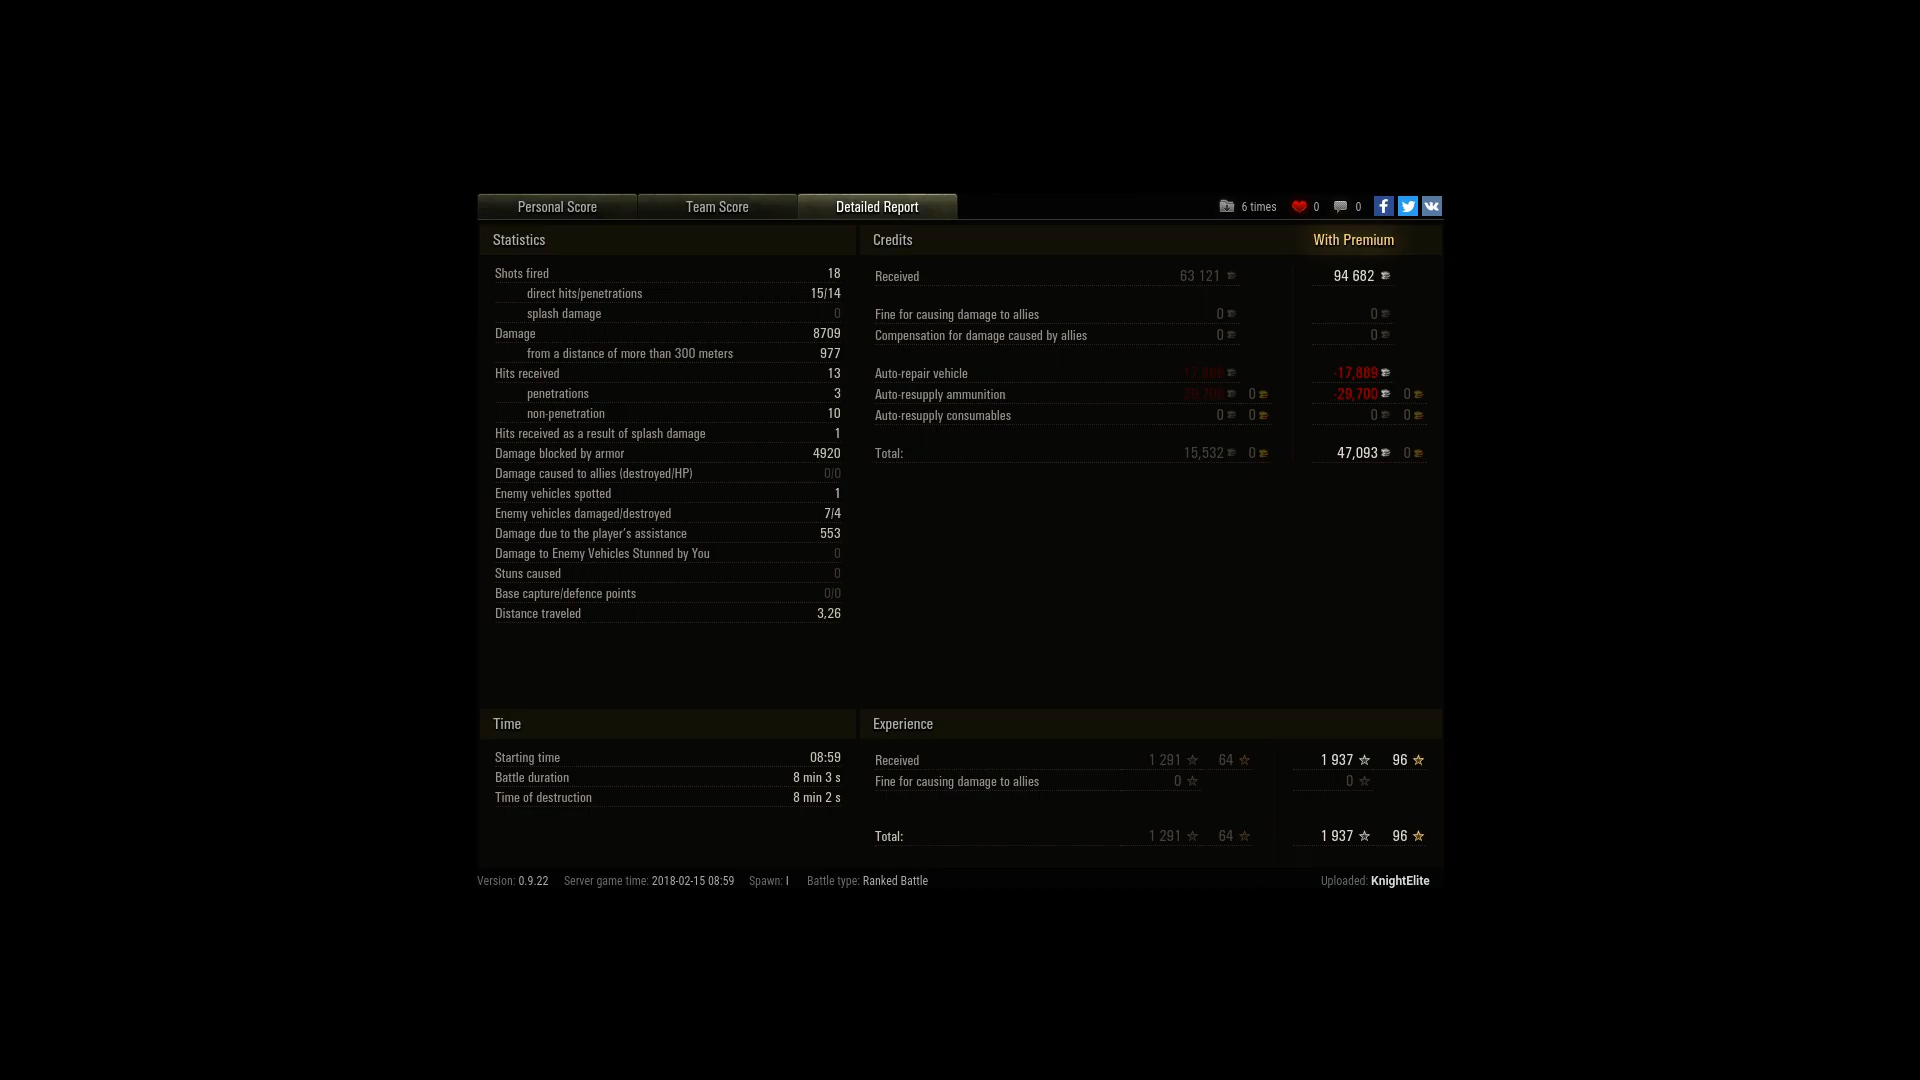 Personal Score Team Score Detailed Report 6 times 0 0
Statistics
Shots fired 18
direct hits/penetrations 15/14
splash damage 0
Damage 8709
from a distance of more than 300 meters 977
Hits received 13
penetrations 3
non-penetration 10
Hits received as a result of splash damage 1
Damage blocked by armor 4920
Damage caused to allies (destroyed/HP) 0/0
Enemy vehicles spotted 1
Enemy vehicles damaged/destroyed 7/4
Damage due to the player's assistance 553
Damage to Enemy Vehicles Stunned by You 0
Stuns caused 0
Base capture/defence points 0/0
Distance traveled 3,26
Credits With Premium
Received 63 121 94 682
Fine for causing damage to allies 0 0
Compensation for damage caused by allies 0 0
Auto-repair vehicle -17,889
Auto-resupply ammunition 0 -29,700 0
Auto-resupply consumables 0 0 0 0
Total: 15,532 0 47,093 0
Time
Starting time 08:59
Battle duration 8 min 3 s
Time of destruction 8 min 2 s
Experience
Received 1 291 64 1 937 96
Fine for causing damage to allies 0 0
Total: 1 291 64 1 937 96
Version: 0.9.22 Server game time: 2018-02-15 08:59 Spawn: I Battle type: Ranked Battle Uploaded: KnightElite